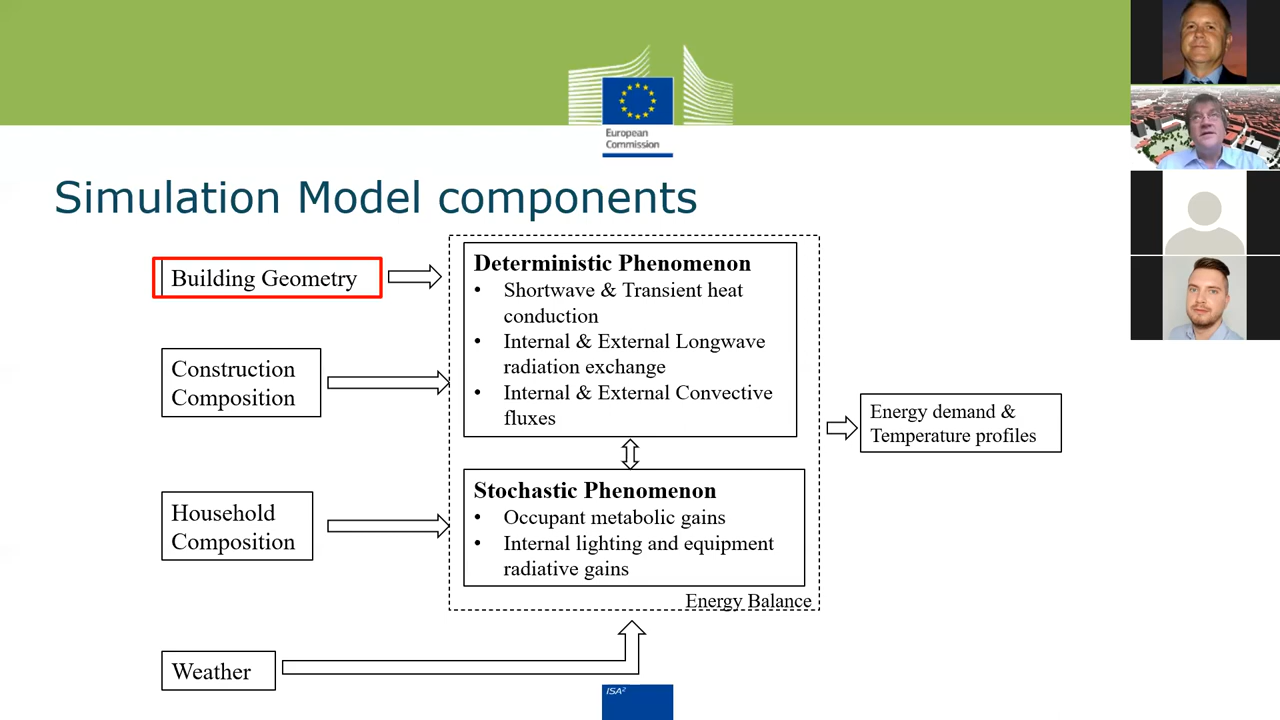 European
Commission
Simulation Model components
Building Geometry
Construction
Composition
Household
Composition
Weather
Deterministic Phenomenon
• Shortwave & Transient heat
conduction
• Internal & External Longwave
radiation exchange
• Internal & External Convective
fluxes
Stochastic Phenomenon
• Occupant metabolic gains
• Internal lighting and equipment
radiative gains
Energy Balance
Energy demand &
Temperature profiles
ISA²